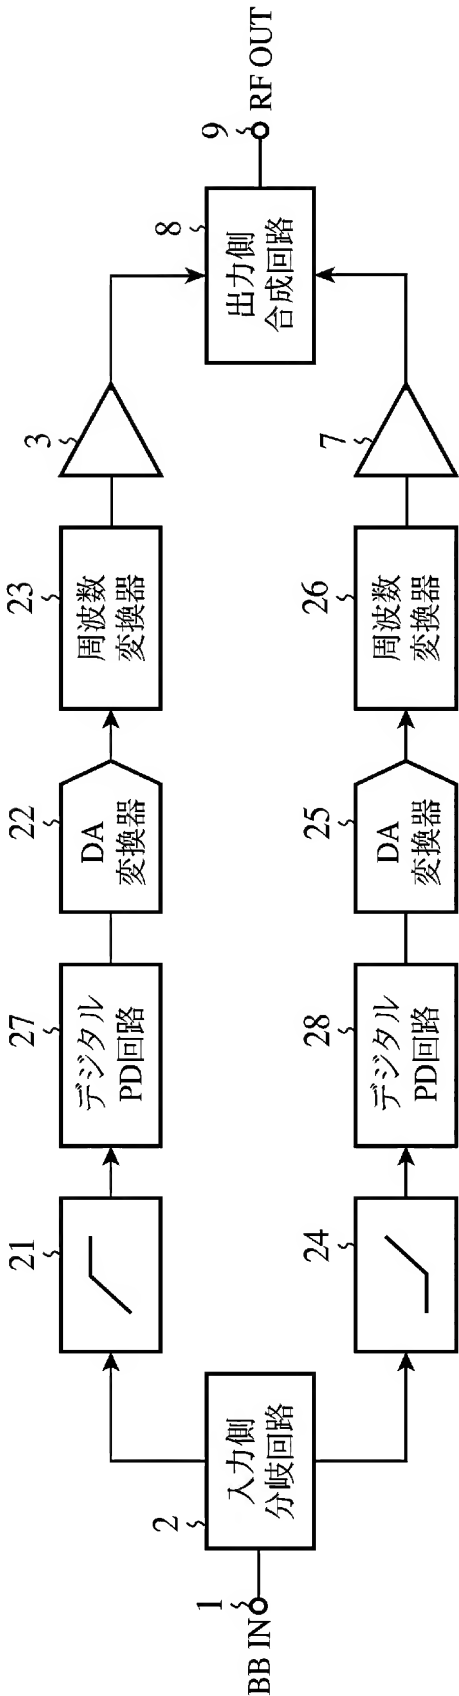 BB IN
1
2
入力側
分岐回路
21
27
デジタル
PD回路
22
DA
変換器
23
周波数
変換器
3
24
28
デジタル
PD回路
25
DA
変換器
26
周波数
変換器
7
8
出力側
合成回路
9
RF OUT